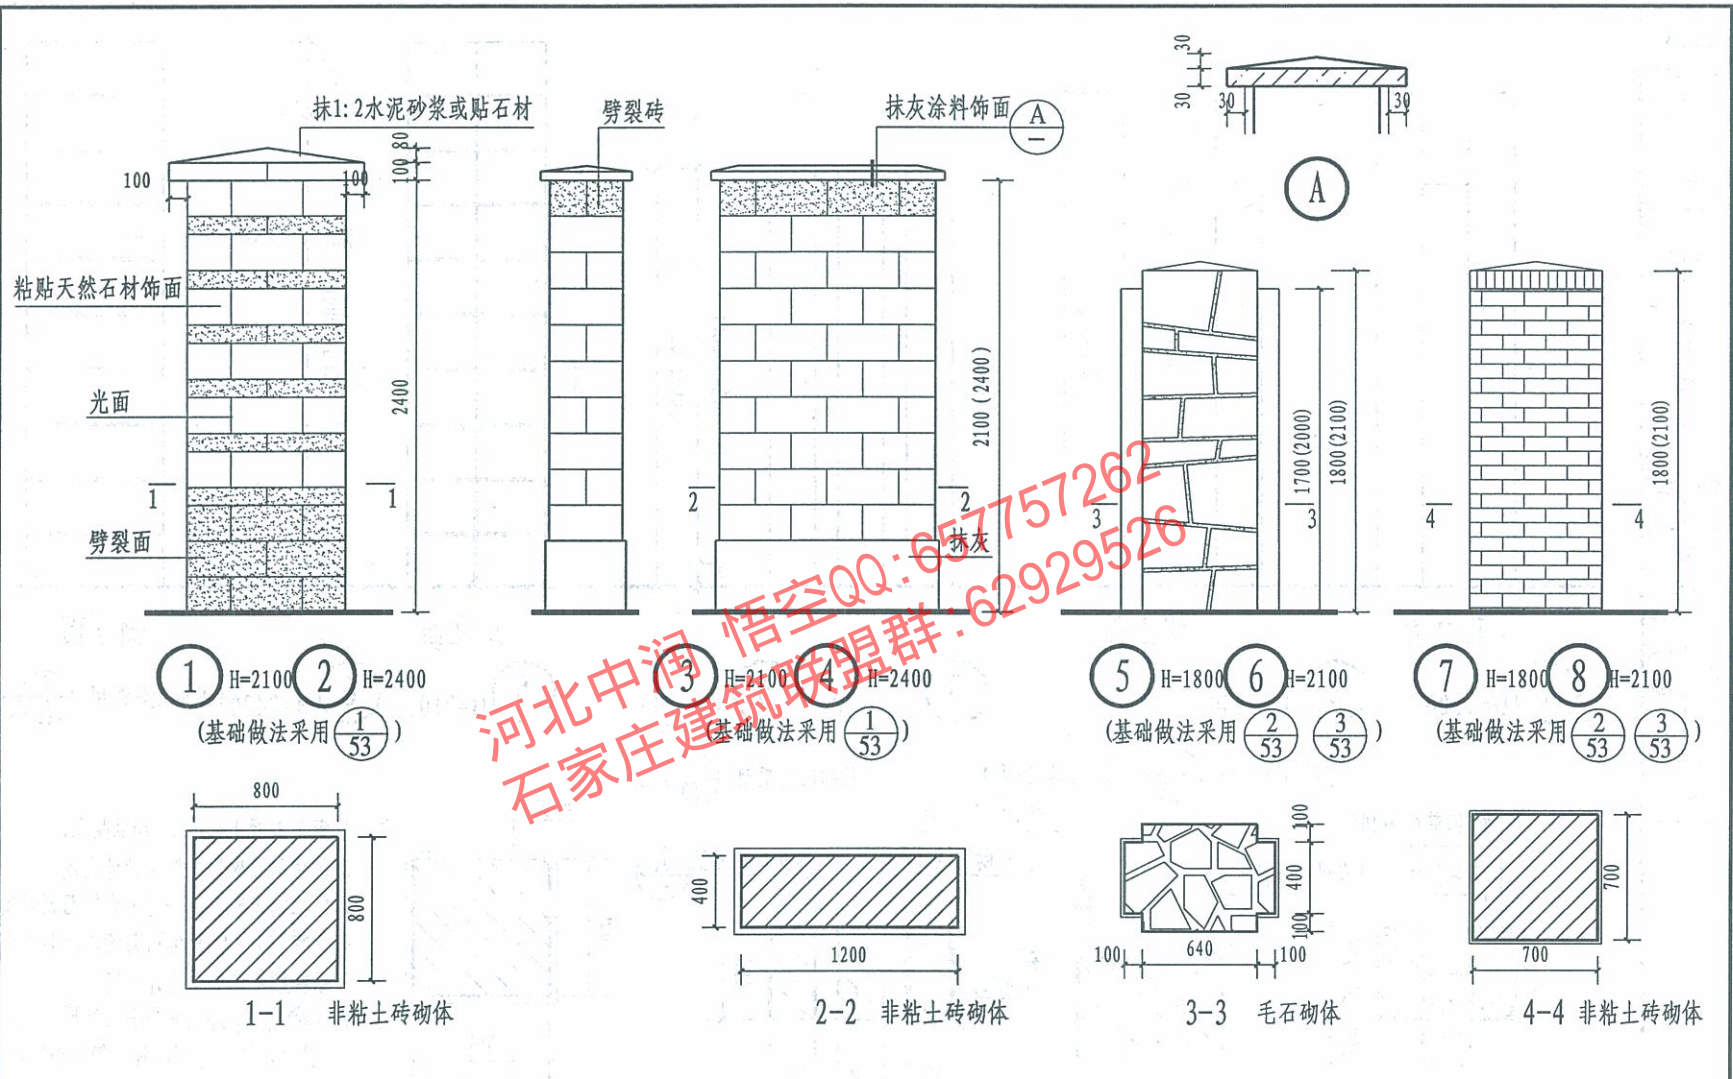 抹1:2水泥砂浆或贴石材
劈裂砖
抹灰涂料饰面
A
—
30
30
30
30
A
100
100
100 80
粘贴天然石材饰面
光面
劈裂面
2400
1
1
2100(2400)
2
2
抹灰
1700(2000)
1800(2100)
3
3
1800(2100)
4
4
1 H=2100 2 H=2400
(基础做法采用 1/53 )
3 H=2100 4 H=2400
(基础做法采用 1/53 )
5 H=1800 6 H=2100
(基础做法采用 2/53 3/53 )
7 H=1800 8 H=2100
(基础做法采用 2/53 3/53 )
河北中润 悟空QQ:657757262
石家庄建筑联盟群:62929526
800
800
1-1 非粘土砖砌体
400
1200
2-2 非粘土砖砌体
100
400
100
100 640 100
3-3 毛石砌体
700
700
4-4 非粘土砖砌体